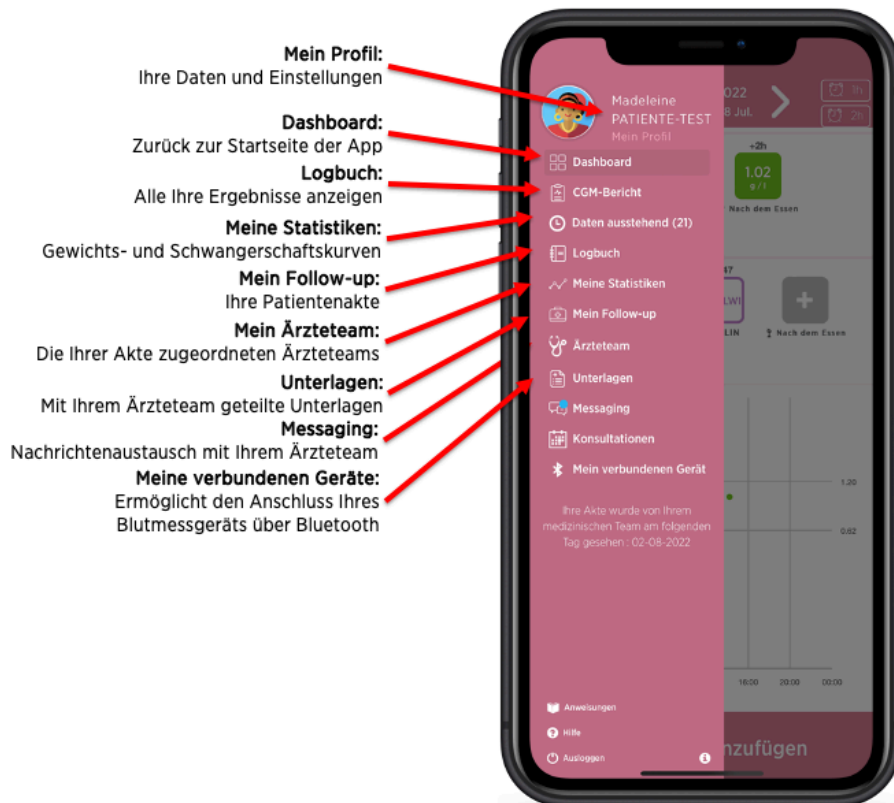 Mein Profil:
Ihre Daten und Einstellungen
Dashboard:
Zurück zur Startseite der App
Logbuch:
Alle Ihre Ergebnisse anzeigen
Meine Statistiken:
Gewichts- und Schwangerschaftskurven
Mein Follow-up:
Ihre Patientenakte
Mein Ärzteteam:
Die Ihrer Akte zugeordneten Ärzteteams
Unterlagen:
Mit Ihrem Ärzteteam geteilte Unterlagen
Messaging:
Nachrichtenaustausch mit Ihrem Ärzteteam
Meine verbundenen Geräte:
Ermöglicht den Anschluss Ihres
Blutmessgeräts über Bluetooth
Madeleine
PATIENTE-TEST
Mein Profil
Dashboard
CGM-Bericht
Daten ausstehend (21)
Logbuch
Meine Statistiken
Mein Follow-up
Ärzteteam
Unterlagen
Messaging
Konsultationen
Mein verbundenen Gerät
Ihre Akte wurde von Ihrem
medizinischen Team am folgenden
Tag gesehen : 02-08-2022
Anweisungen
Hilfe
Ausloggen
022
8 Jul.
1h
2h
+2h
1.02
g / l
Nach dem Essen
47
LWI
LIN
Nach dem Essen
1.20
0.62
16:00 20:00 00:00
nzufügen